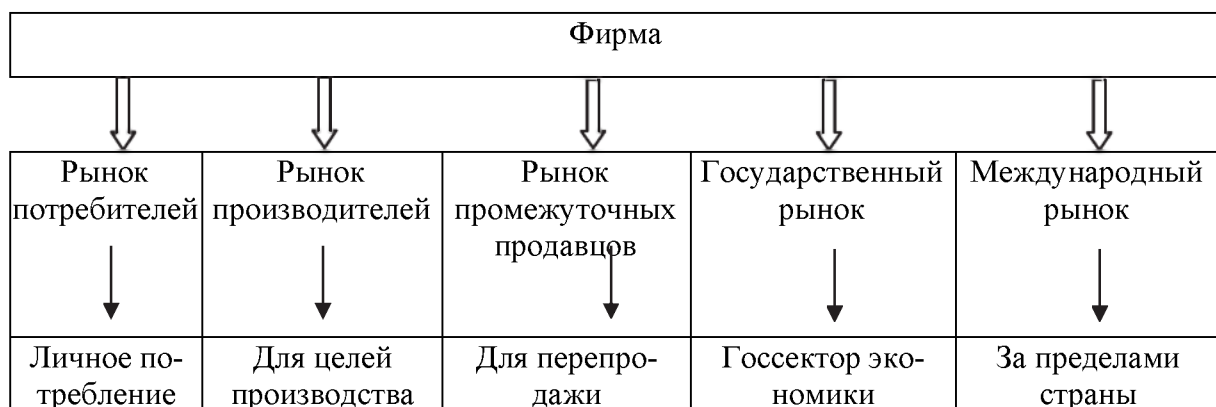 Фирма
Рынок
потребителей
Рынок
производителей
Рынок
промежуточных
продавцов
Государственный
рынок
Международный
рынок
Личное по-
требление
Для целей
производства
Для перепро-
дажи
Госсектор эко-
номики
За пределами
страны